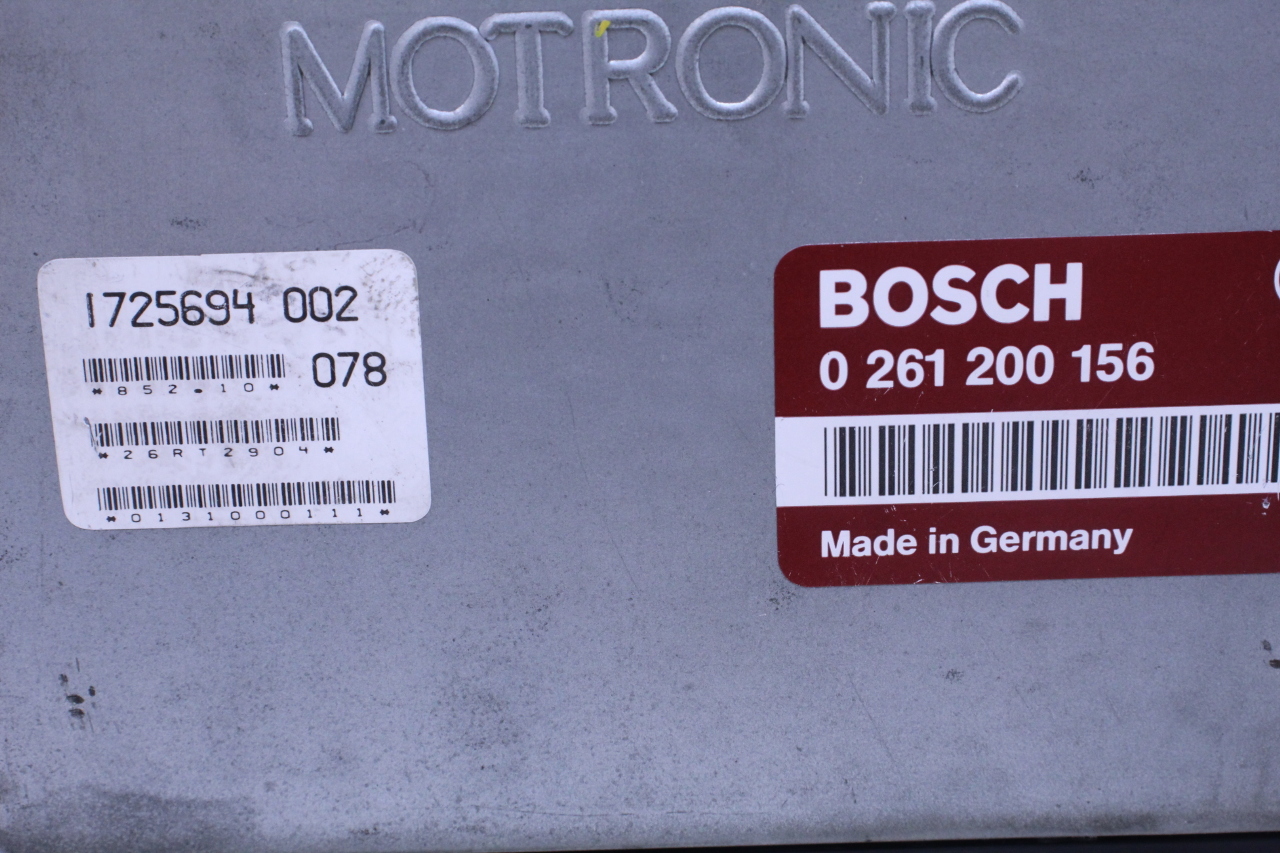 MOTRONIC
1725694 002
078
*852.10*
*26RT2904*
*0131000111*
BOSCH
0 261 200 156
Made in Germany